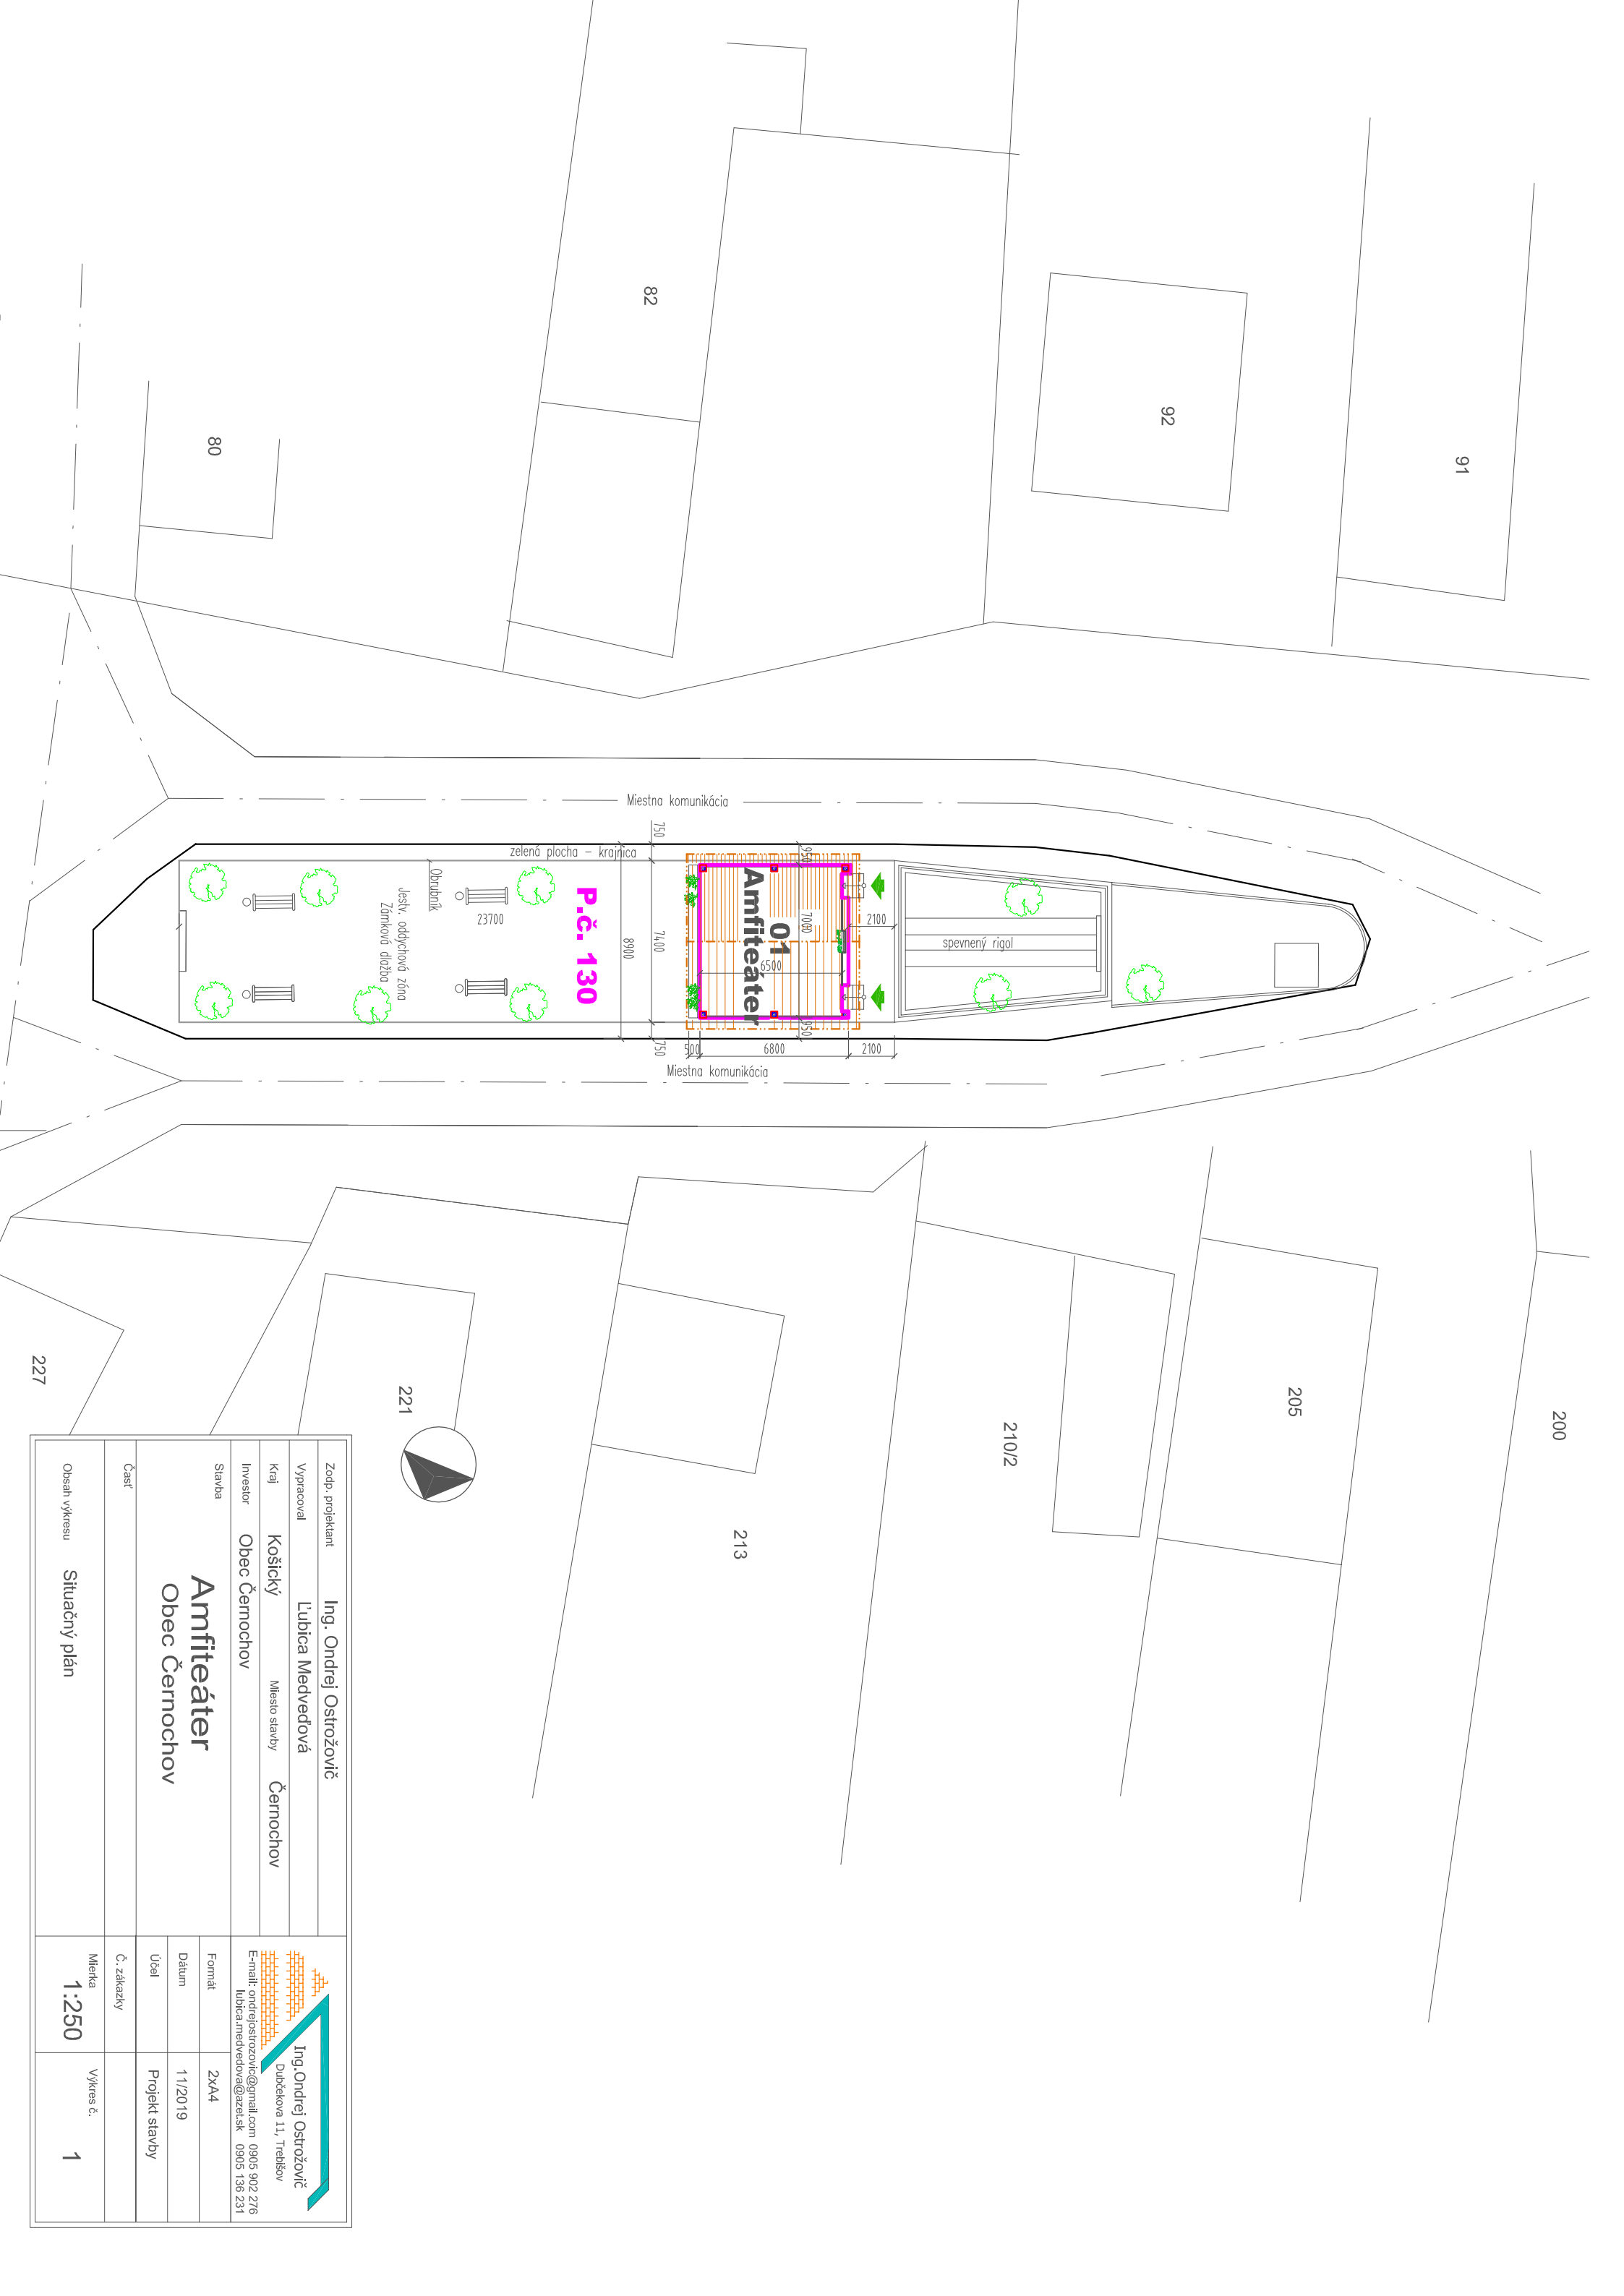 82
92
91
80
Miestna komunikácia
zelená plocha - krajnica
Obrubník
Jestv. oddychová zóna
Zámková dlažba
23700
P.č. 130
750
7400
8900
750
950
7000
950
01
Amfiteáter
6500
2100
spevnený rigol
500
6800
2100
Miestna komunikácia
227
221
213
210/2
205
200
Zodp. projektant Ing. Ondrej Ostrožovič
Vypracoval Ľubica Medveďová
Kraj Košický Miesto stavby Černochov
Investor Obec Černochov
Stavba
Amfiteáter
Obec Černochov
Časť
Obsah výkresu Situačný plán
Ing.Ondrej Ostrožovič
Dubčekova 11, Trebišov
E-mail: ondrejostrozovic@gmail.com 0905 902 276
lubica.medvedova@azet.sk 0905 136 231
Formát 2xA4
Dátum 11/2019
Účel Projekt stavby
Č. zákazky
Mierka 1:250
Výkres č. 1